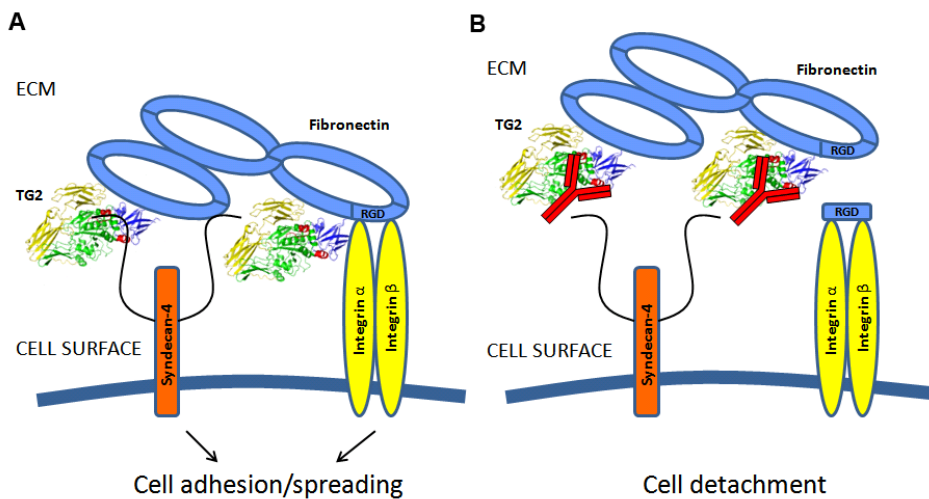 A
ECM
Fibronectin
TG2
RGD
Syndecan-4
Integrin α
Integrin β
CELL SURFACE
Cell adhesion/spreading
B
ECM
Fibronectin
TG2
RGD
RGD
Syndecan-4
Integrin α
Integrin β
CELL SURFACE
Cell detachment